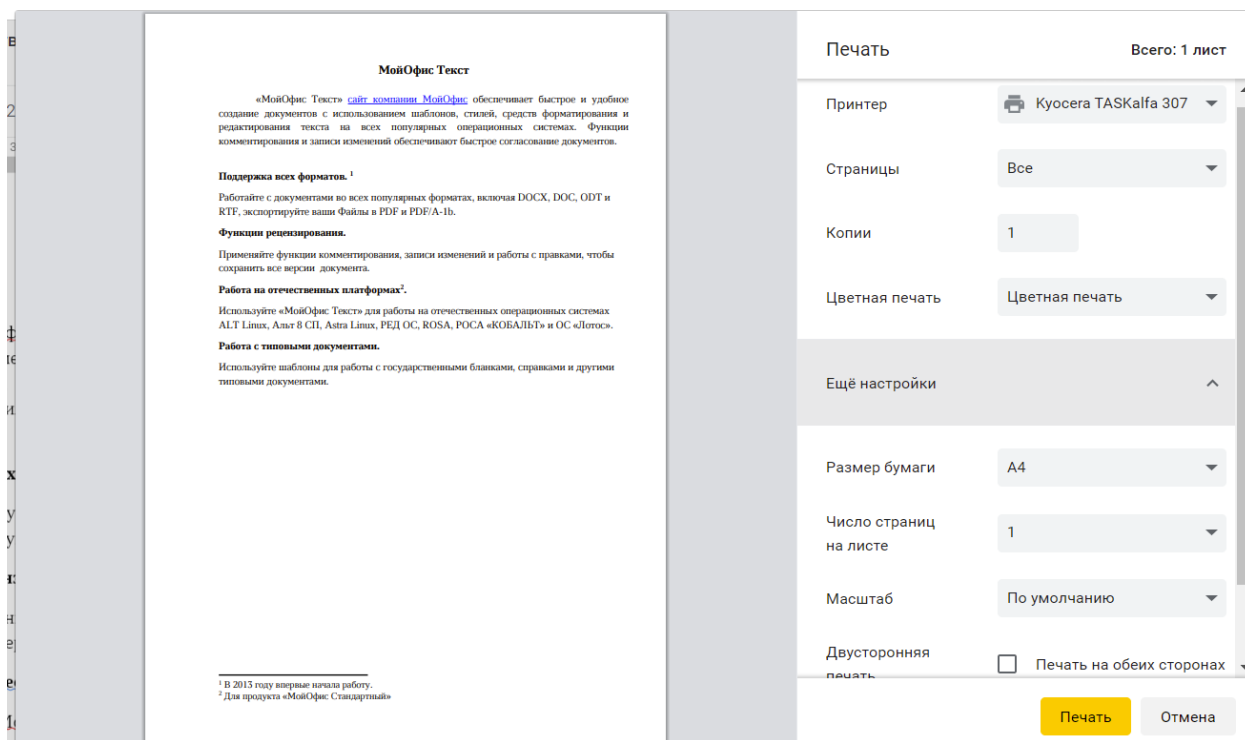 МойОфис Текст
«МойОфис Текст» сайт компании МойОфис обеспечивает быстрое и удобное
создание документов с использованием шаблонов, стилей, средств форматирования и
редактирования текста на всех популярных операционных системах. Функции
комментирования и записи изменений обеспечивают быстрое согласование документов.
Поддержка всех форматов. 1
Работайте с документами во всех популярных форматах, включая DOCX, DOC, ODT и
RTF, экспортируйте ваши Файлы в PDF и PDF/A-1b.
Функции рецензирования.
Применяйте функции комментирования, записи изменений и работы с правками, чтобы
сохранить все версии  документа.
Работа на отечественных платформах2.
Используйте «МойОфис Текст» для работы на отечественных операционных системах
ALT Linux, Альт 8 СП, Astra Linux, РЕД ОС, ROSA, РОСА «КОБАЛЬТ» и ОС «Лотос».
Работа с типовыми документами.
Используйте шаблоны для работы с государственными бланками, справками и другими
типовыми документами.
1 В 2013 году впервые начала работу.
2 Для продукта «МойОфис Стандартный»
Печать
Всего: 1 лист
Принтер
Kyocera TASKalfa 307
Страницы
Все
Копии
1
Цветная печать
Цветная печать
Ещё настройки
Размер бумаги
A4
Число страниц
на листе
1
Масштаб
По умолчанию
Двусторонняя
печать
Печать на обеих сторонах
Печать
Отмена